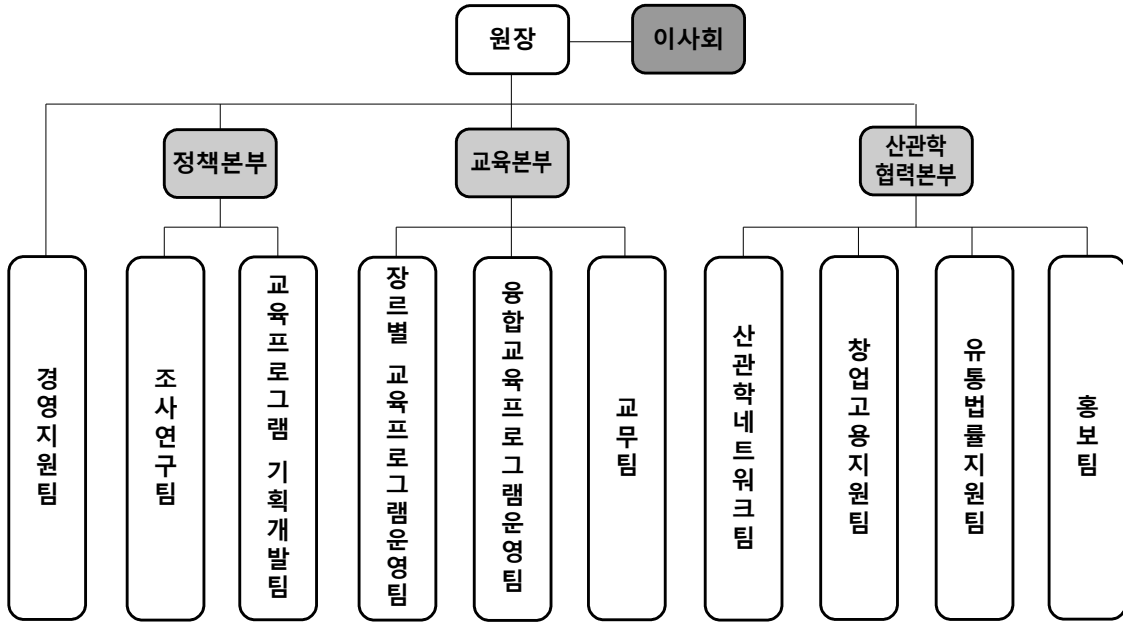 원장
이사회
정책본부
교육본부
산관학
협력본부
경영지원팀
조사연구팀
교육프로그램 기획개발팀
장르별 교육프로그램운영팀
융합교육프로그램운영팀
교무팀
산관학네트워크팀
창업고용지원팀
유통법률지원팀
홍보팀